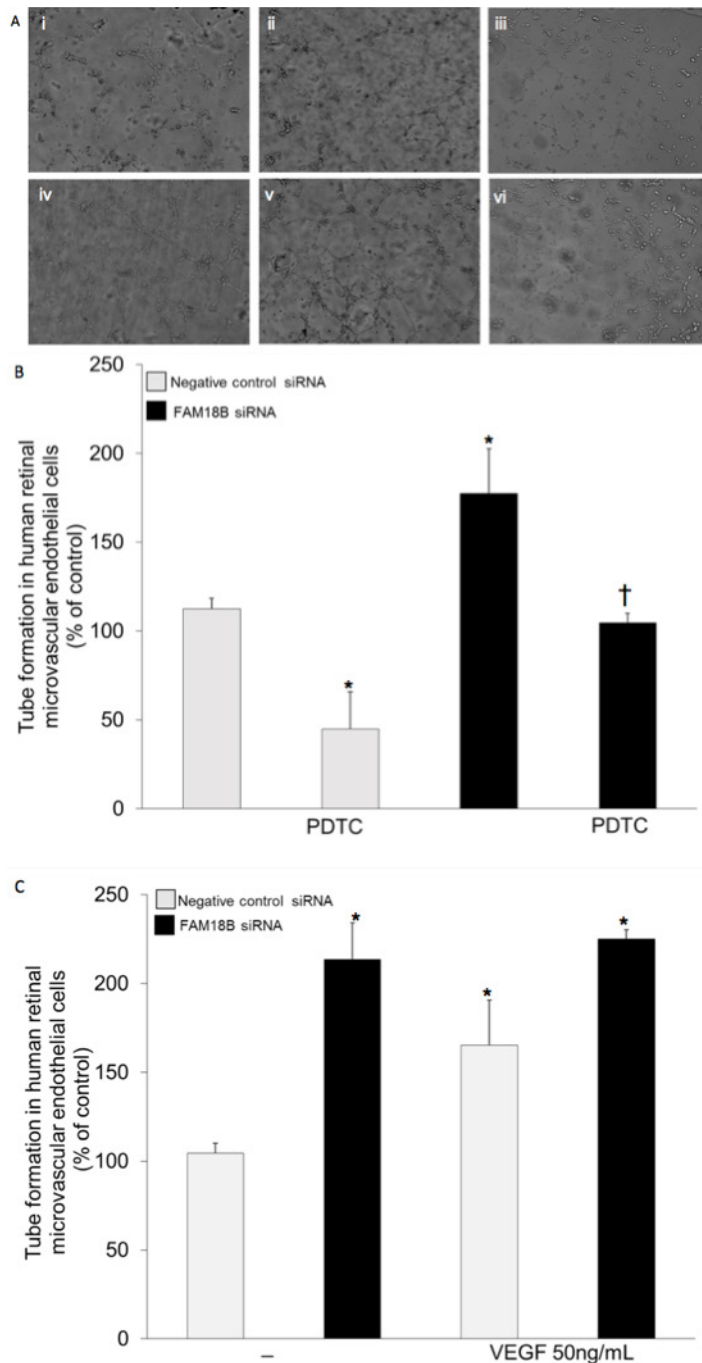 A
i
ii
iii
iv
v
vi
B
Negative control siRNA
FAM18B siRNA
Tube formation in human retinal
microvascular endothelial cells
(% of control)
250
200
150
100
50
0
*
*
†
PDTC
PDTC
C
Negative control siRNA
FAM18B siRNA
Tube formation in human retinal
microvascular endothelial cells
(% of control)
250
200
150
100
50
0
*
*
*
–
VEGF 50ng/mL